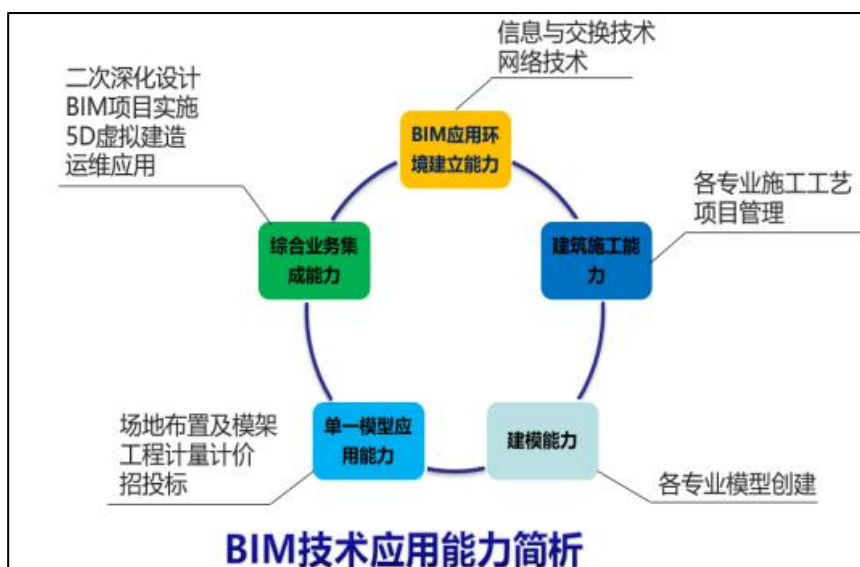 信息与交换技术
网络技术
二次深化设计
BIM项目实施
5D虚拟建造
运维应用
BIM应用环
境建立能力
各专业施工工艺
项目管理
综合业务集
成能力
建筑施工能
力
场地布置及模架
工程计量计价
招投标
单一模型应
用能力
建模能力
各专业模型创建
BIM技术应用能力简析